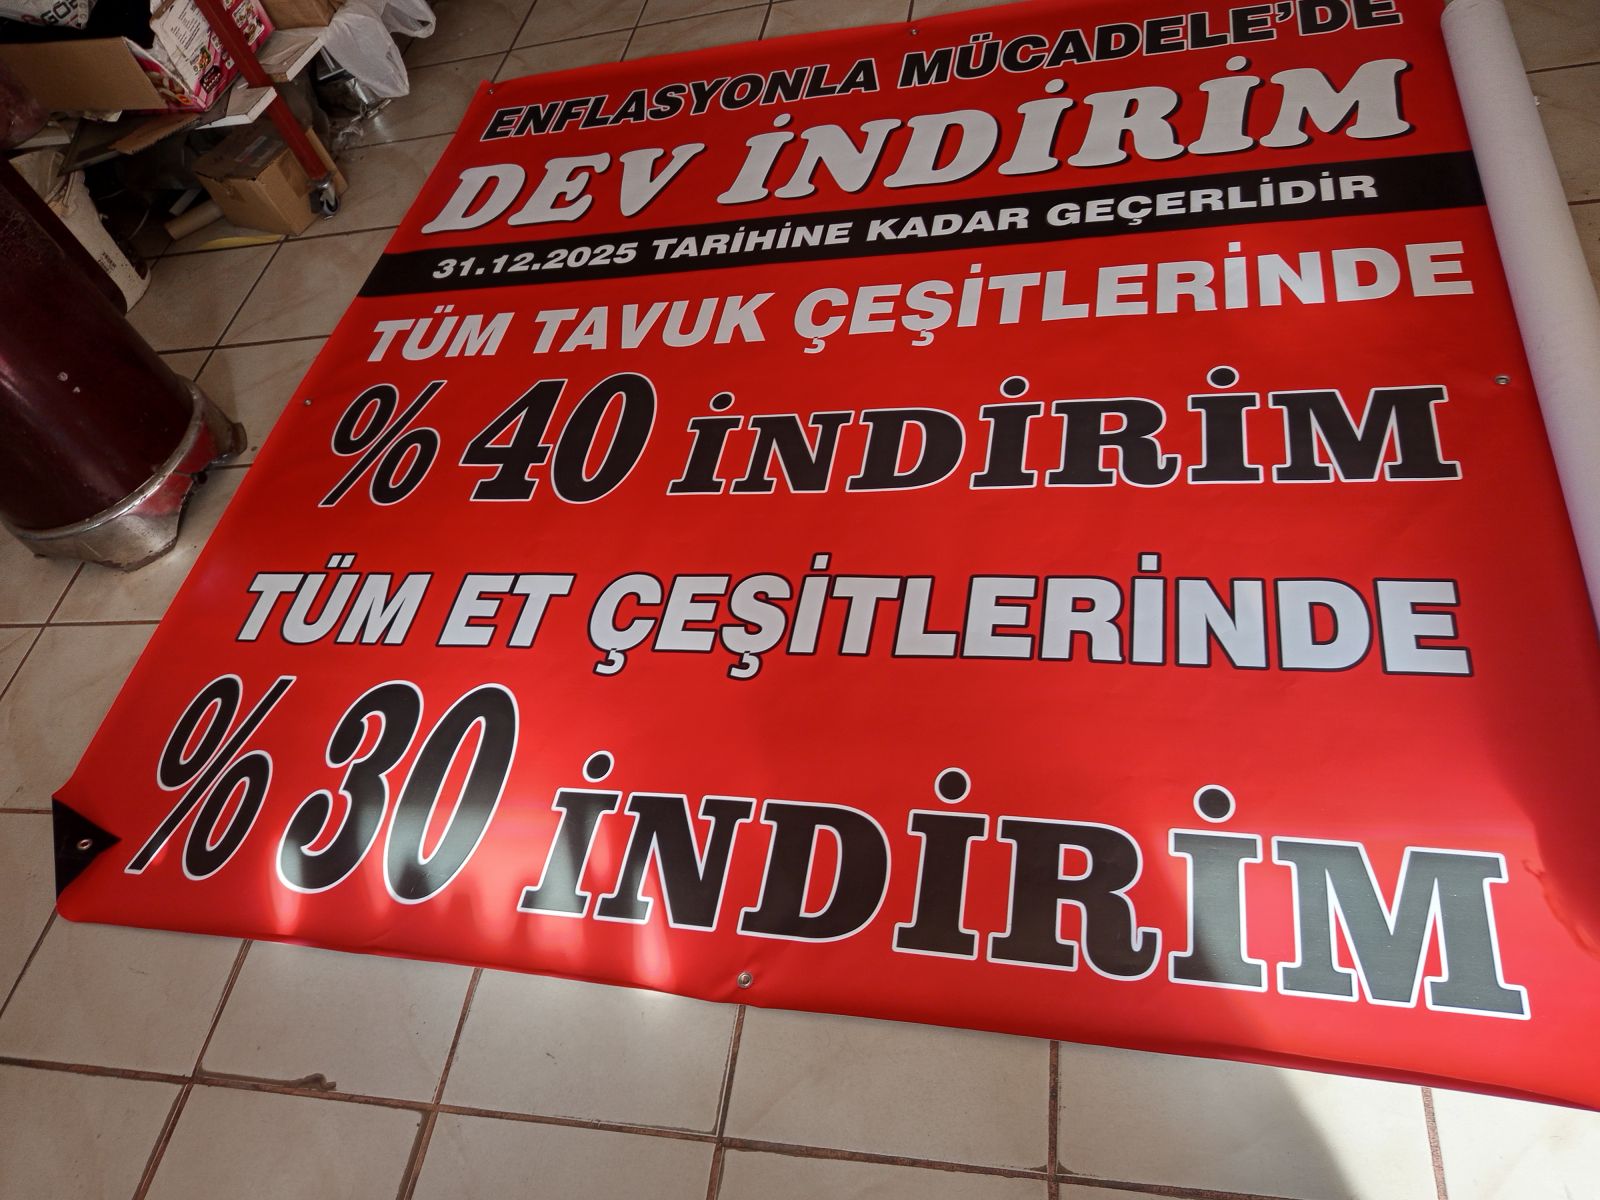 ENFLASYONLA MÜCADELE'DE
DEV İNDİRİM
31.12.2025 TARİHİNE KADAR GEÇERLİDİR
TÜM TAVUK ÇEŞİTLERİNDE
% 40 İNDİRİM
TÜM ET ÇEŞİTLERİNDE
% 30 İNDİRİM